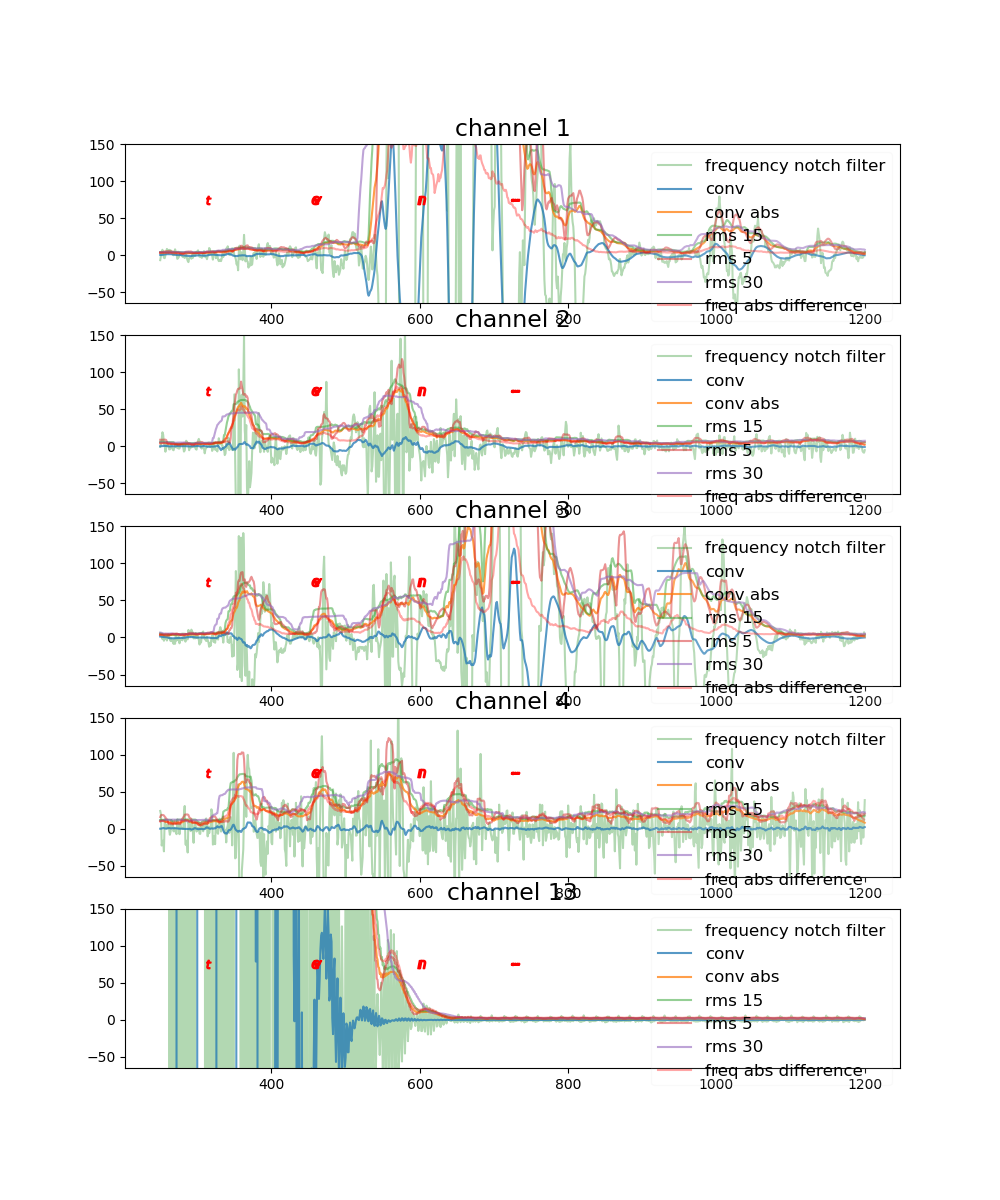 channel 1
150
100
50
0
−50
t n –
frequency notch filter
conv
conv abs
rms 15
rms 5
rms 30
freq abs difference
400 600 800 1000 1200
channel 2
150
100
50
0
−50
t n –
frequency notch filter
conv
conv abs
rms 15
rms 5
rms 30
freq abs difference
400 600 800 1000 1200
channel 3
150
100
50
0
−50
t n –
frequency notch filter
conv
conv abs
rms 15
rms 5
rms 30
freq abs difference
400 600 800 1000 1200
channel 4
150
100
50
0
−50
t n –
frequency notch filter
conv
conv abs
rms 15
rms 5
rms 30
freq abs difference
400 600 800 1000 1200
channel 13
150
100
50
0
−50
t n –
frequency notch filter
conv
conv abs
rms 15
rms 5
rms 30
freq abs difference
400 600 800 1000 1200